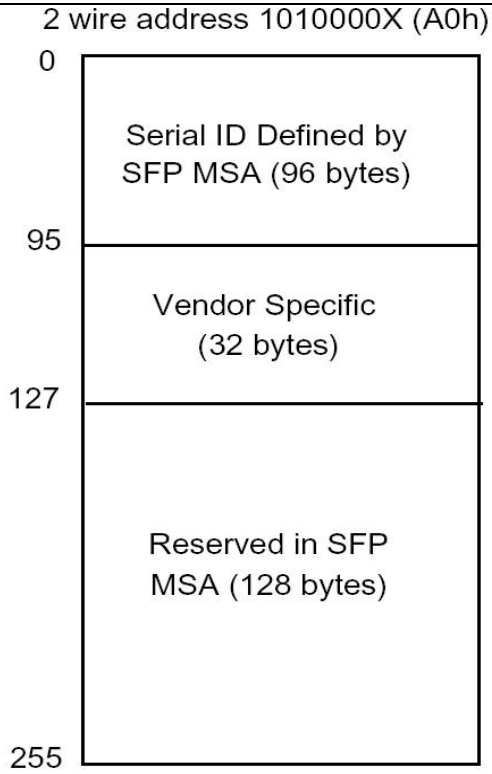 2 wire address 1010000X (A0h)
0
Serial ID Defined by
SFP MSA (96 bytes)
95
Vendor Specific
(32 bytes)
127
Reserved in SFP
MSA (128 bytes)
255